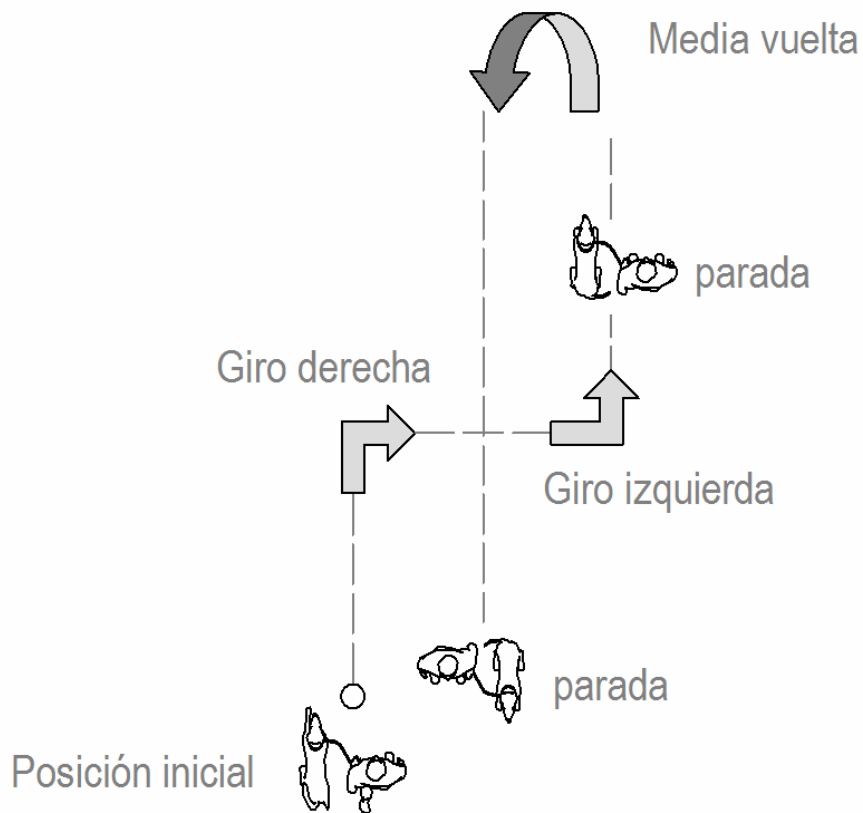 Media vuelta
parada
Giro derecha
Giro izquierda
parada
Posición inicial